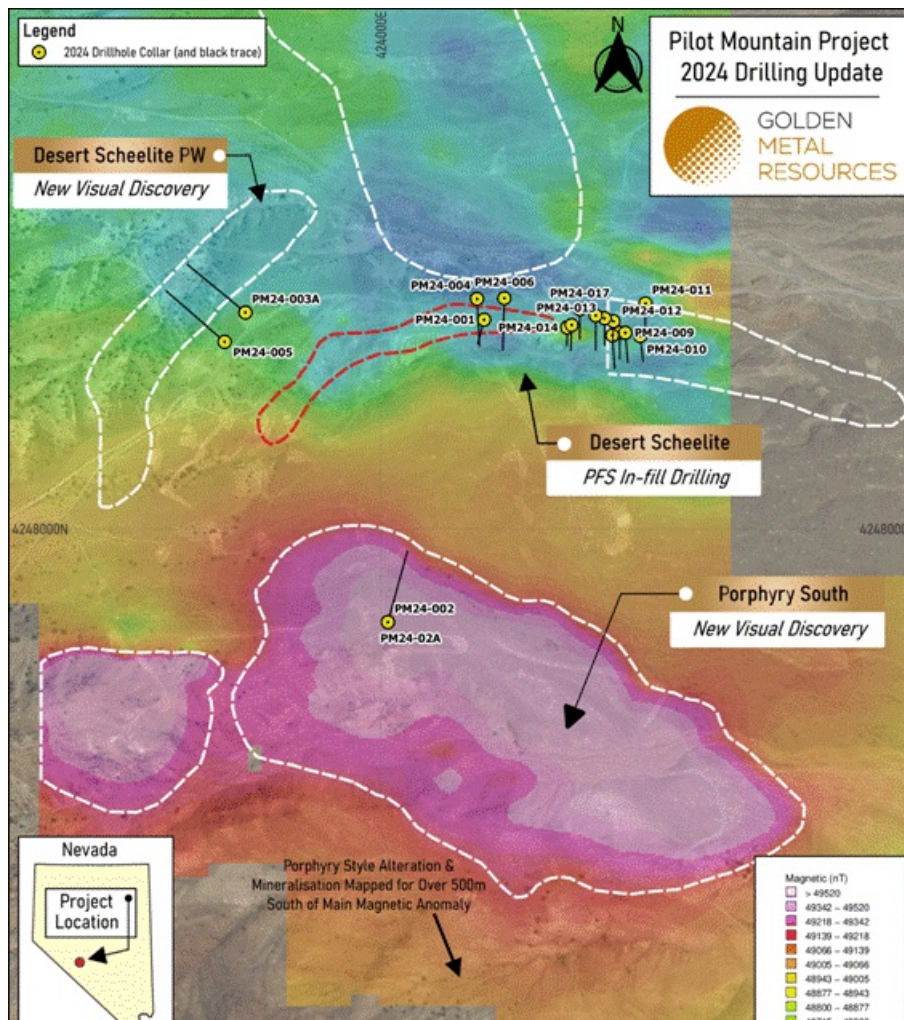 Legend
2024 Drillhole Collar (and black trace)
424000E
N
Pilot Mountain Project
2024 Drilling Update
GOLDEN
METAL
RESOURCES
Desert Scheelite PW
New Visual Discovery
PM24-003A
PM24-005
PM24-004
PM24-006
PM24-001
PM24-014
PM24-017
PM24-013
PM24-011
PM24-012
PM24-009
PM24-010
Desert Scheelite
PFS In-fill Drilling
4248000N
4248000
PM24-002
PM24-02A
Porphyry South
New Visual Discovery
Porphyry Style Alteration &
Mineralisation Mapped for Over 500m
South of Main Magnetic Anomaly
Nevada
Project
Location
Magnetic (nT)
> 49520
49342 – 49520
49218 – 49342
49139 – 49218
49066 – 49139
49005 – 49066
48943 – 49005
48877 – 48943
48800 – 48877